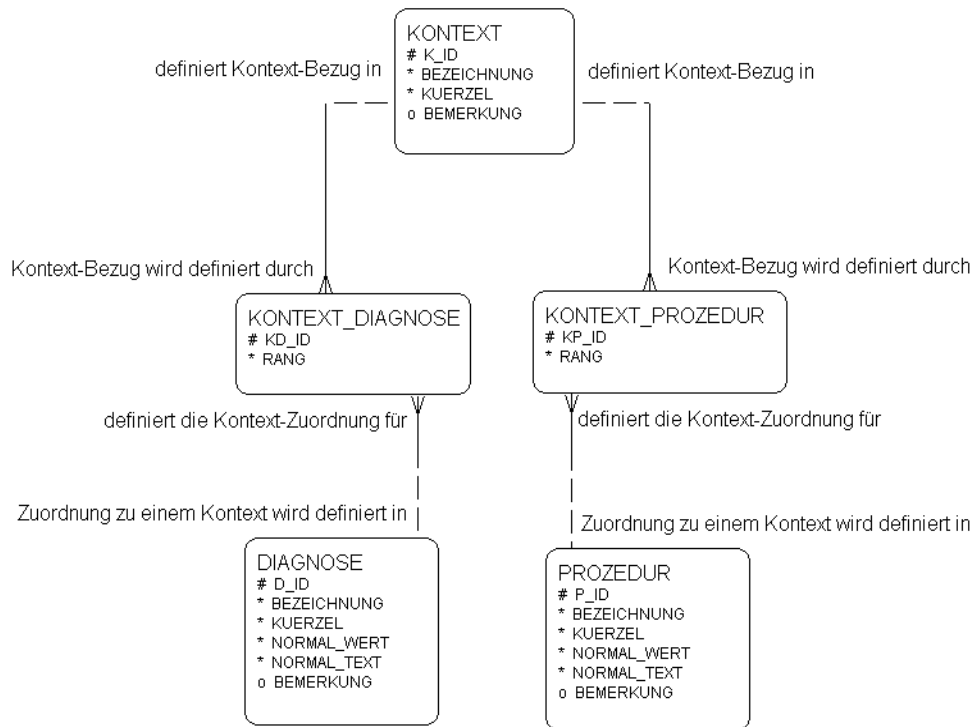 KONTEXT
# K_ID
* BEZEICHNUNG
* KUERZEL
o BEMERKUNG
definiert Kontext-Bezug in
definiert Kontext-Bezug in
Kontext-Bezug wird definiert durch
Kontext-Bezug wird definiert durch
KONTEXT_DIAGNOSE
# KD_ID
* RANG
KONTEXT_PROZEDUR
# KP_ID
* RANG
definiert die Kontext-Zuordnung für
definiert die Kontext-Zuordnung für
Zuordnung zu einem Kontext wird definiert in
Zuordnung zu einem Kontext wird definiert in
DIAGNOSE
# D_ID
* BEZEICHNUNG
* KUERZEL
* NORMAL_WERT
* NORMAL_TEXT
o BEMERKUNG
PROZEDUR
# P_ID
* BEZEICHNUNG
* KUERZEL
* NORMAL_WERT
* NORMAL_TEXT
o BEMERKUNG